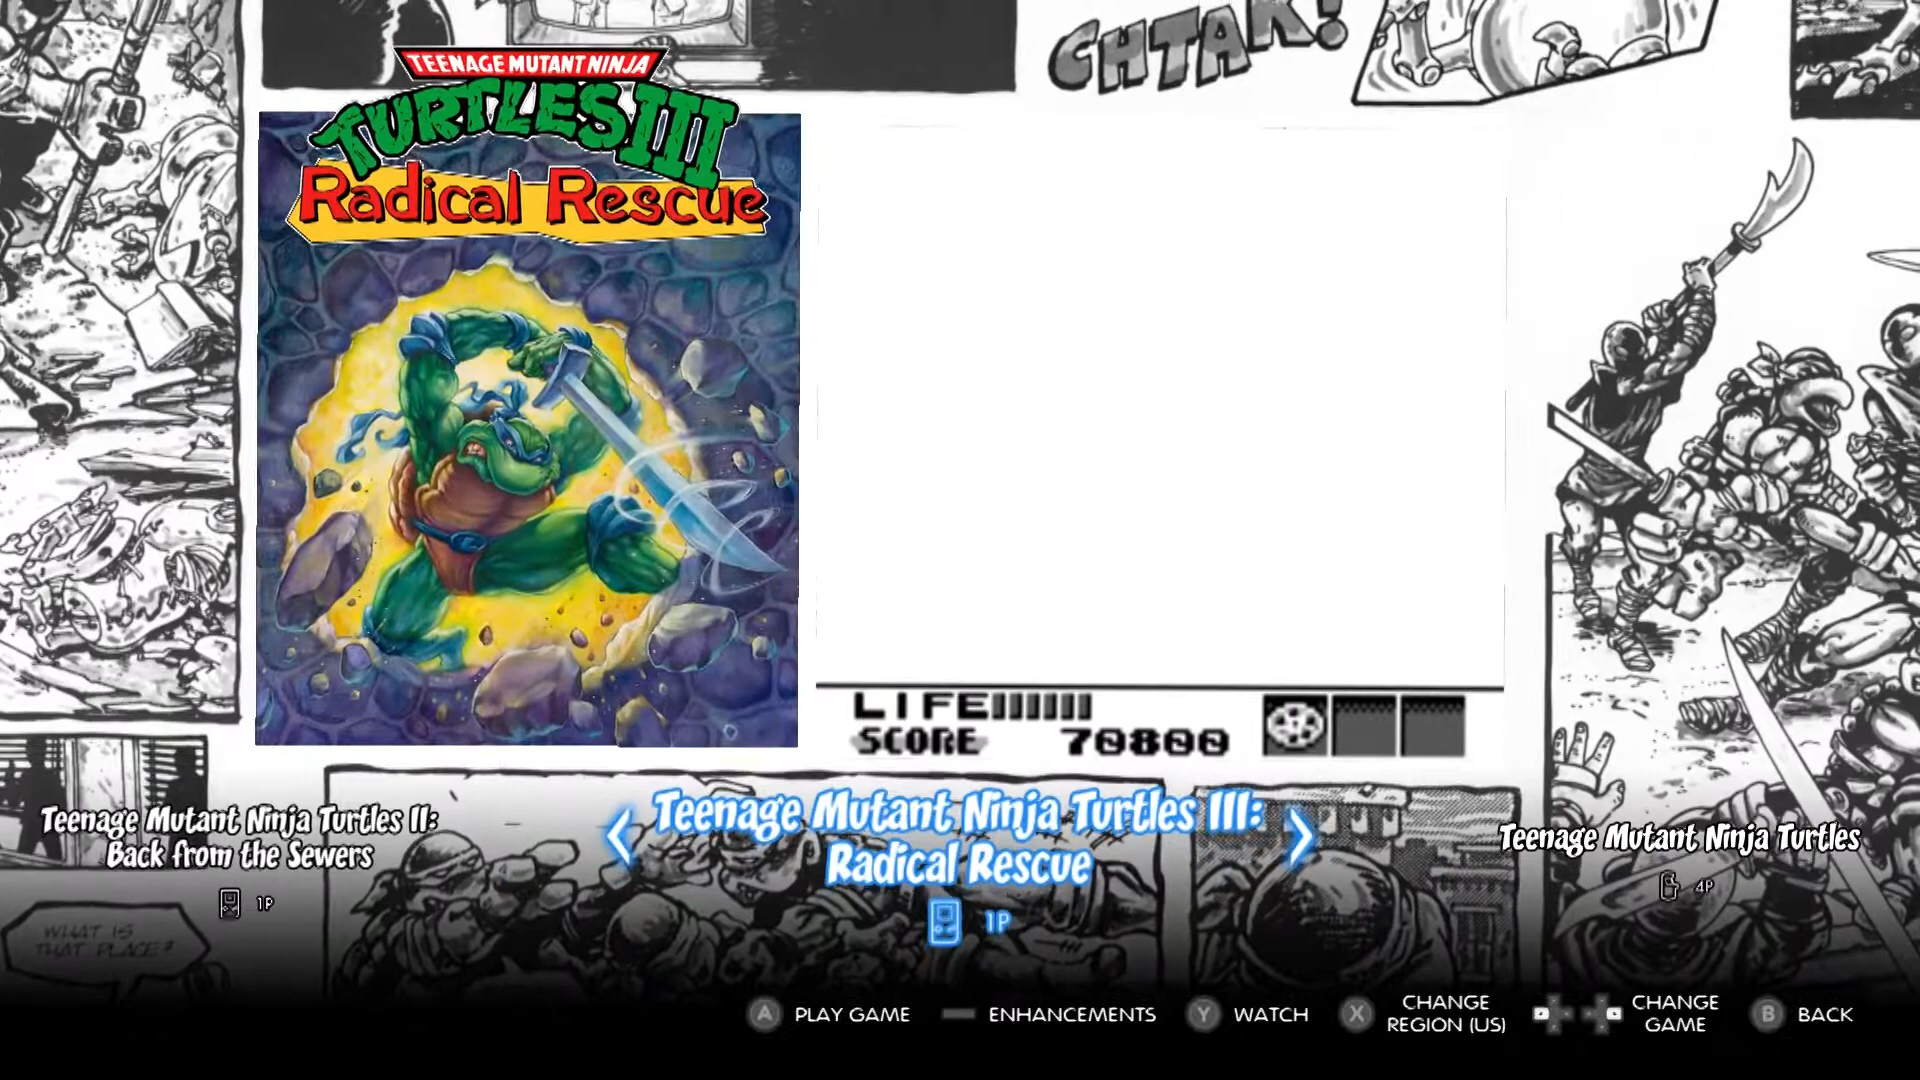 CHTAK!
TEENAGE MUTANT NINJA
TURTLES III
Radical Rescue
LIFE
SCORE 70800
Teenage Mutant Ninja Turtles II:
Back from the Sewers
1P
Teenage Mutant Ninja Turtles III:
Radical Rescue
1P
Teenage Mutant Ninja Turtles
4P
WHAT IS
THAT PLACE?
A PLAY GAME
ENHANCEMENTS
Y WATCH
X CHANGE
REGION (US)
CHANGE
GAME
B BACK